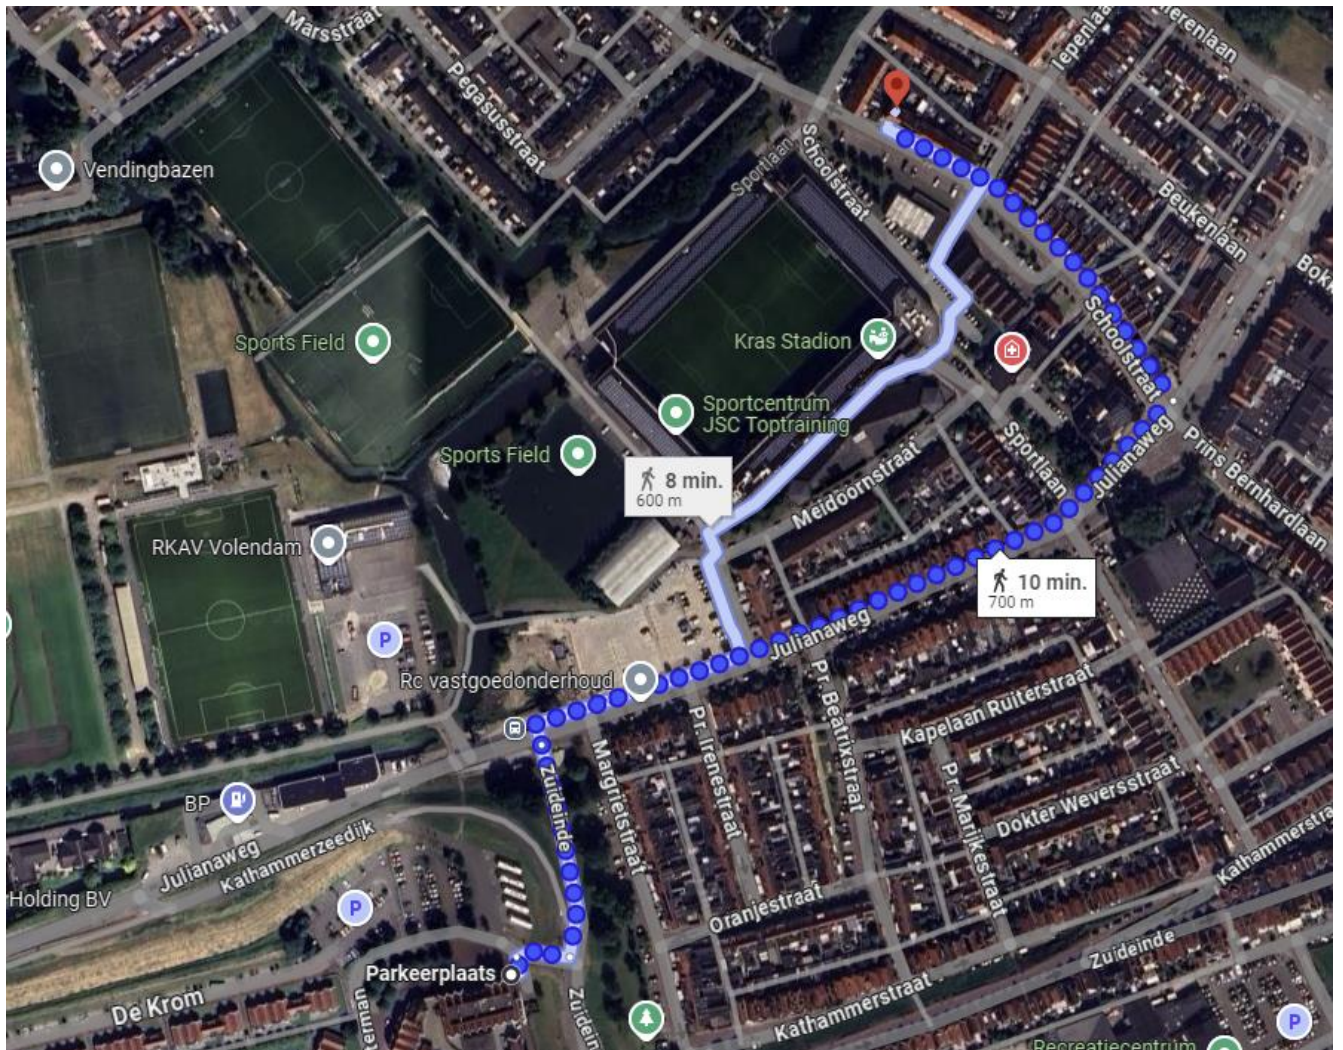 Marsstraat
Pegasusstraat
Iepenlaan
erenlaan
Vendingbazen
Sportlaan
Schoolstraat
Beukenlaan
Bok
Sports Field
Kras Stadion
Schoolstraat
Sportcentrum
JSC Toptraining
Sports Field
8 min.
600 m
Meidoornstraat
Sportlaan
Julianaweg
Prins Bernhardlaan
RKAV Volendam
10 min.
700 m
P
Julianaweg
Rc vastgoedonderhoud
Pr. Beatrixstraat
Kapelaan Ruiterstraat
Pr. Irenestraat
Margrietstraat
Zuideinde
Pr. Marijkestraat
Dokter Weversstraat
BP
Julianaweg
Kathammerzeedijk
Kathammerstra
Holding BV
P
Oranjestraat
Zuideinde
Parkeerplaats
De Krom
terman
Zuidein
Kathammerstraat
P
Recreatiecentrum